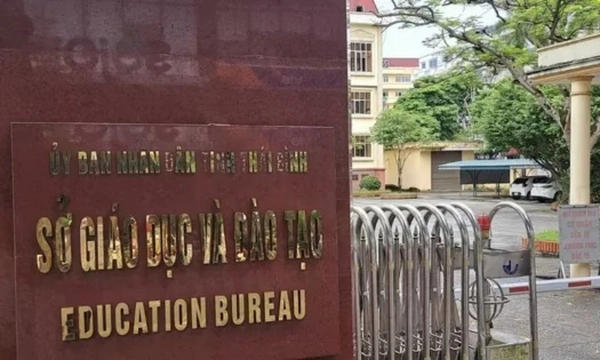 ỦY BAN NHÂN DÂN TỈNH THÁI BÌNH
SỞ GIÁO DỤC VÀ ĐÀO TẠO
EDUCATION BUREAU